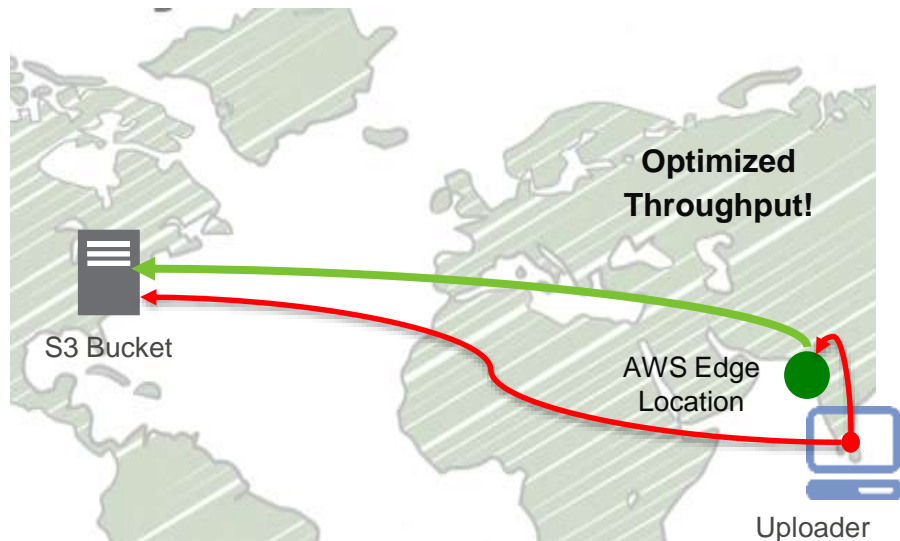 Optimized
Throughput!
S3 Bucket
AWS Edge
Location
Uploader